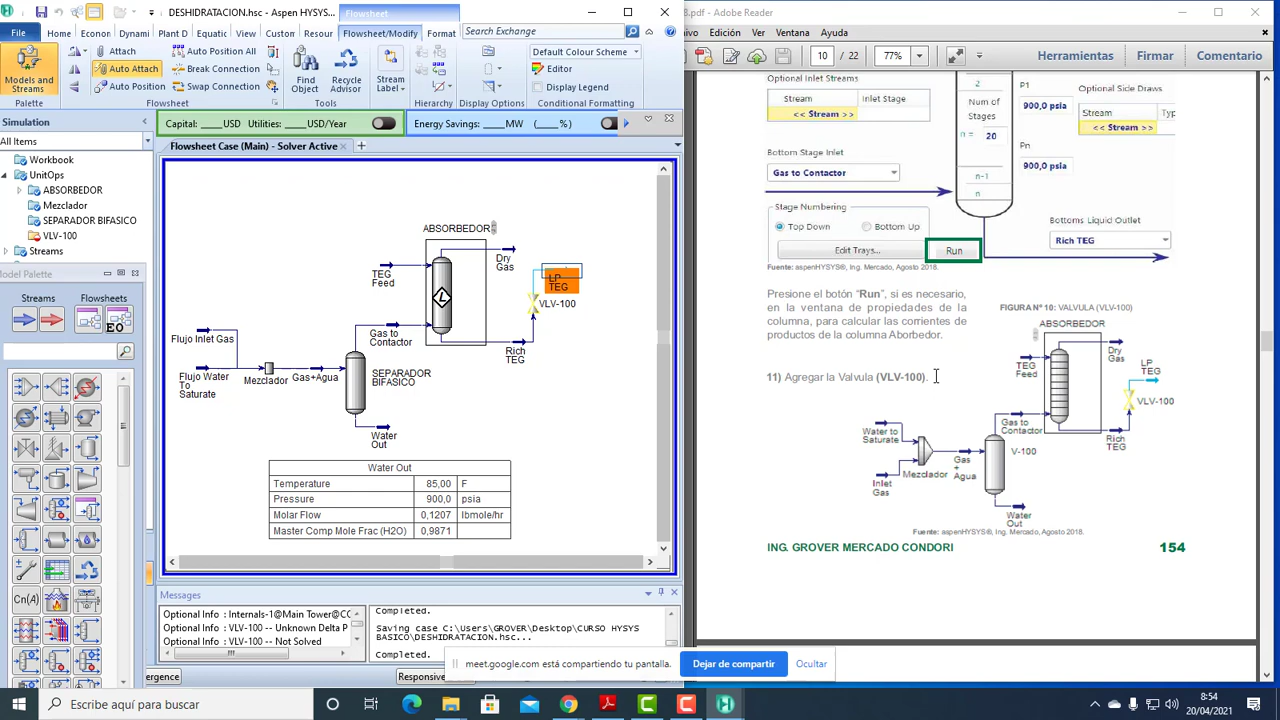 DESHIDRATACION.hsc - Aspen HYSYS...
Flowsheet
File
Home
Econor
Dynami
Plant D
Equatic
View
Custom
Resour
Flowsheet/Modify
Format
Search Exchange
Models and
Streams
Palette
Attach
Auto Attach
Auto Position
Auto Position All
Break Connection
Swap Connection
Flowsheet
Find
Object
Recycle
Advisor
Tools
Stream
Label
Hierarchy
Display Options
Default Colour Scheme
Editor
Display Legend
Conditional Formatting
Simulation
All Items
Capital: ____USD Utilities: ____USD/Year
Energy Savings: ____MW (____%)
Flowsheet Case (Main) - Solver Active
Workbook
UnitOps
ABSORBEDOR
Mezclador
SEPARADOR BIFASICO
VLV-100
Streams
Model Palette
Streams
Flowsheets
EO
Cn(A)
ABSORBEDOR
TEG
Feed
Dry
Gas
LP
TEG
VLV-100
Gas to
Contactor
Rich
TEG
Flujo Inlet Gas
Flujo Water
To
Saturate
Mezclador
Gas+Agua
SEPARADOR
BIFASICO
Water
Out
Water Out
Temperature 85,00 F
Pressure 900,0 psia
Molar Flow 0,1207 lbmole/hr
Master Comp Mole Frac (H2O) 0,9871
Messages
Optional Info : Internals-1@Main Tower@CO
Optional Info : VLV-100 -- Unknown Delta P
Optional Info : VLV-100 -- Not Solved
Completed.
Saving case C:\Users\GROVER\Desktop\CURSO HYSYS
BASICO\DESHIDRATACION.hsc...
Completed.
ergence
Responsive
8.pdf - Adobe Reader
ivo Edición Ver Ventana Ayuda
10 / 22
77%
Herramientas
Firmar
Comentario
Optional Inlet Streams
Stream Inlet Stage
<< Stream >>
Bottom Stage Inlet
Gas to Contactor
2
Num of
Stages
n = 20
n-1
n
P1
900,0 psia
Pn
900,0 psia
Optional Side Draws
Stream Typ
<< Stream >>
Stage Numbering
Top Down
Bottom Up
Edit Trays...
Run
Bottoms Liquid Outlet
Rich TEG
Fuente: aspenHYSYS®, Ing. Mercado, Agosto 2018.
Presione el botón "Run", si es necesario,
en la ventana de propiedades de la
columna, para calcular las corrientes de
productos de la columna Aborbedor.
11) Agregar la Valvula (VLV-100).
FIGURA Nº 10: VALVULA (VLV-100)
ABSORBEDOR
TEG
Feed
Dry
Gas
LP
TEG
VLV-100
Gas to
Contactor
Rich
TEG
Water to
Saturate
Inlet
Gas
Mezclador
Gas
+
Agua
V-100
Water
Out
Fuente: aspenHYSYS®, Ing. Mercado, Agosto 2018.
ING. GROVER MERCADO CONDORI
154
meet.google.com está compartiendo tu pantalla.
Dejar de compartir
Ocultar
Escribe aquí para buscar
ESP
8:54
20/04/2021